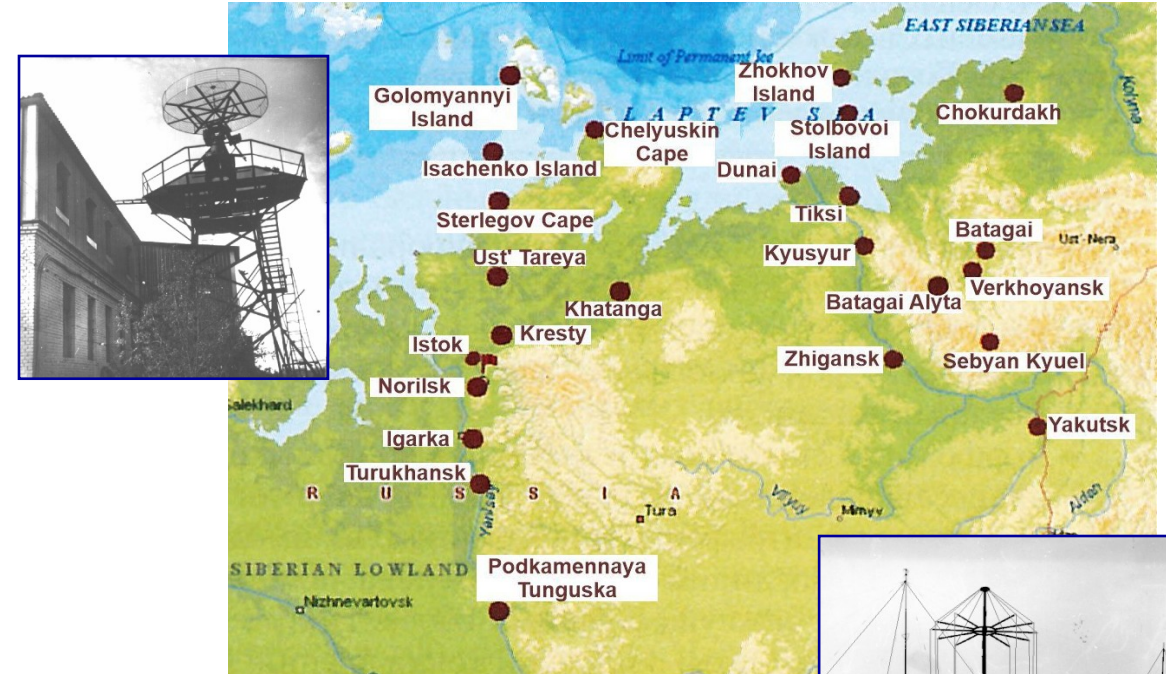 EAST SIBERIAN SEA
Limit of Permanent Ice
Kolyma
Zhokhov
Island
Golomyannyi
Island
LAPTEV SEA
Chokurdakh
Chelyuskin
Cape
Stolbovoi
Island
Isachenko Island
Dunai
Sterlegov Cape
Tiksi
Batagai
Ust'-Nera
Kyusyur
Ust' Tareya
Verkhoyansk
Batagai Alyta
Khatanga
Kresty
Istok
Zhigansk
Sebyan Kyuel
Norilsk
Salekhard
Yakutsk
Igarka
Turukhansk
RUSSIA
Vilyuy
Aldan
Tura
Yenisey
Podkamennaya
Tunguska
SIBERIAN LOWLAND
Nizhnevartovsk